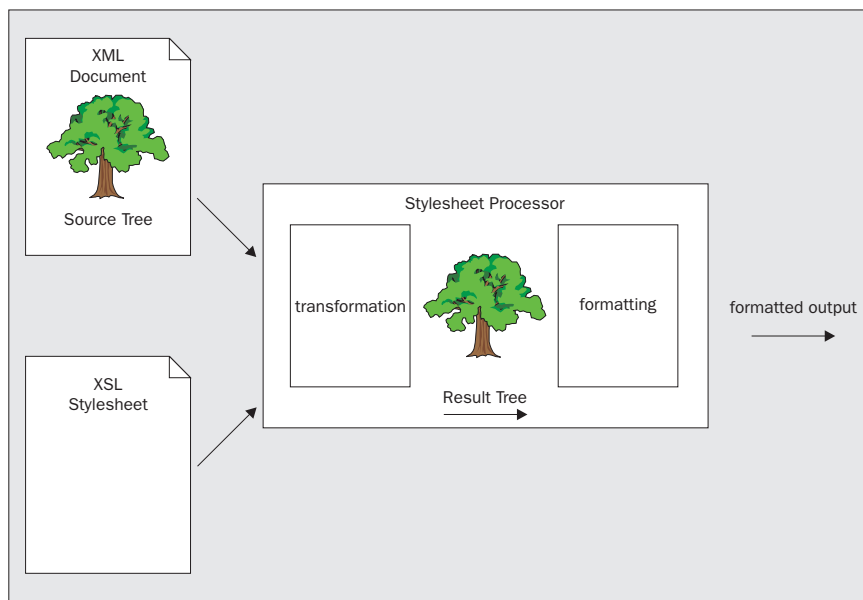 XML
Document
Source Tree
XSL
Stylesheet
Stylesheet Processor
transformation
formatting
Result Tree
formatted output